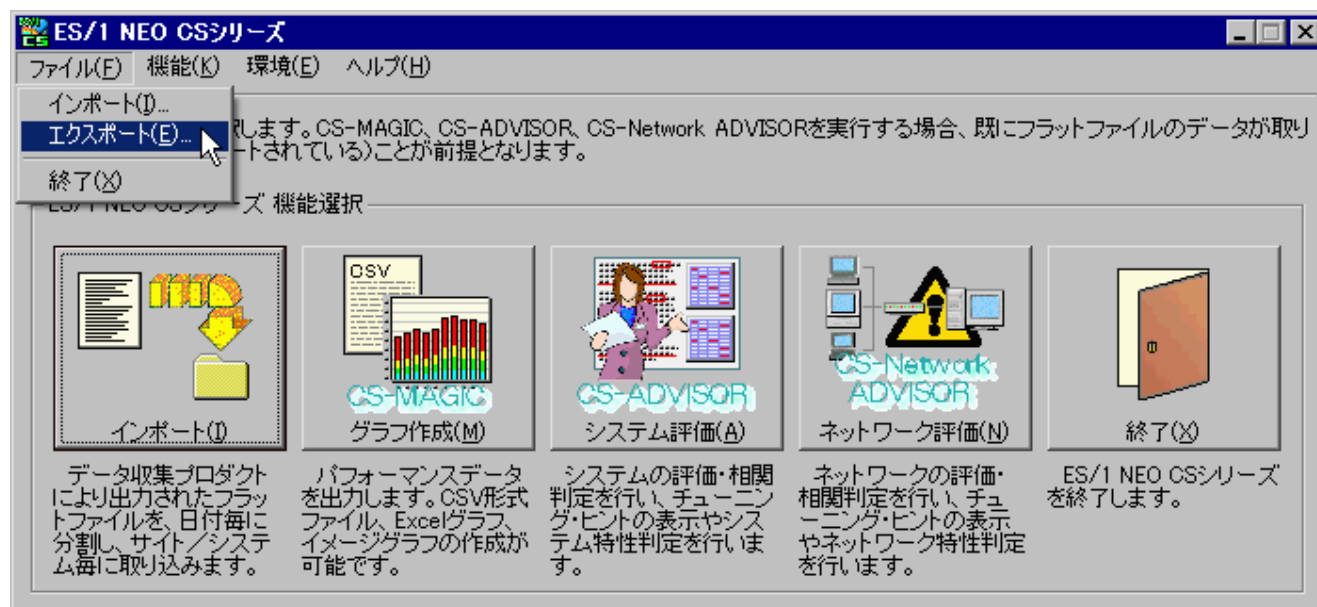 ES/1 NEO CSシリーズ
ファイル(F) 機能(K) 環境(E) ヘルプ(H)
インポート(I)...
エクスポート(E)...
終了(X)
します。CS-MAGIC、CS-ADVISOR、CS-Network ADVISORを実行する場合、既にフラットファイルのデータが取り
ートされている)ことが前提となります。
ES/1 NEO CSシリーズ 機能選択
CSV
CS-MAGIC
CS-ADVISOR
CS-Network
ADVISOR
インポート(I)
グラフ作成(M)
システム評価(A)
ネットワーク評価(N)
終了(X)
データ収集プロダクト
により出力されたフラッ
トファイルを、日付毎に
分割し、サイト/システ
ム毎に取り込みます。
パフォーマンスデータ
を出力します。CSV形式
ファイル、Excelグラフ、
イメージグラフの作成が
可能です。
システムの評価・相関
判定を行い、チューニン
グ・ヒントの表示やシス
テム特性判定を行いま
す。
ネットワークの評価・
相関判定を行い、チュ
ーニング・ヒントの表示
やネットワーク特性判定
を行います。
ES/1 NEO CSシリーズ
を終了します。